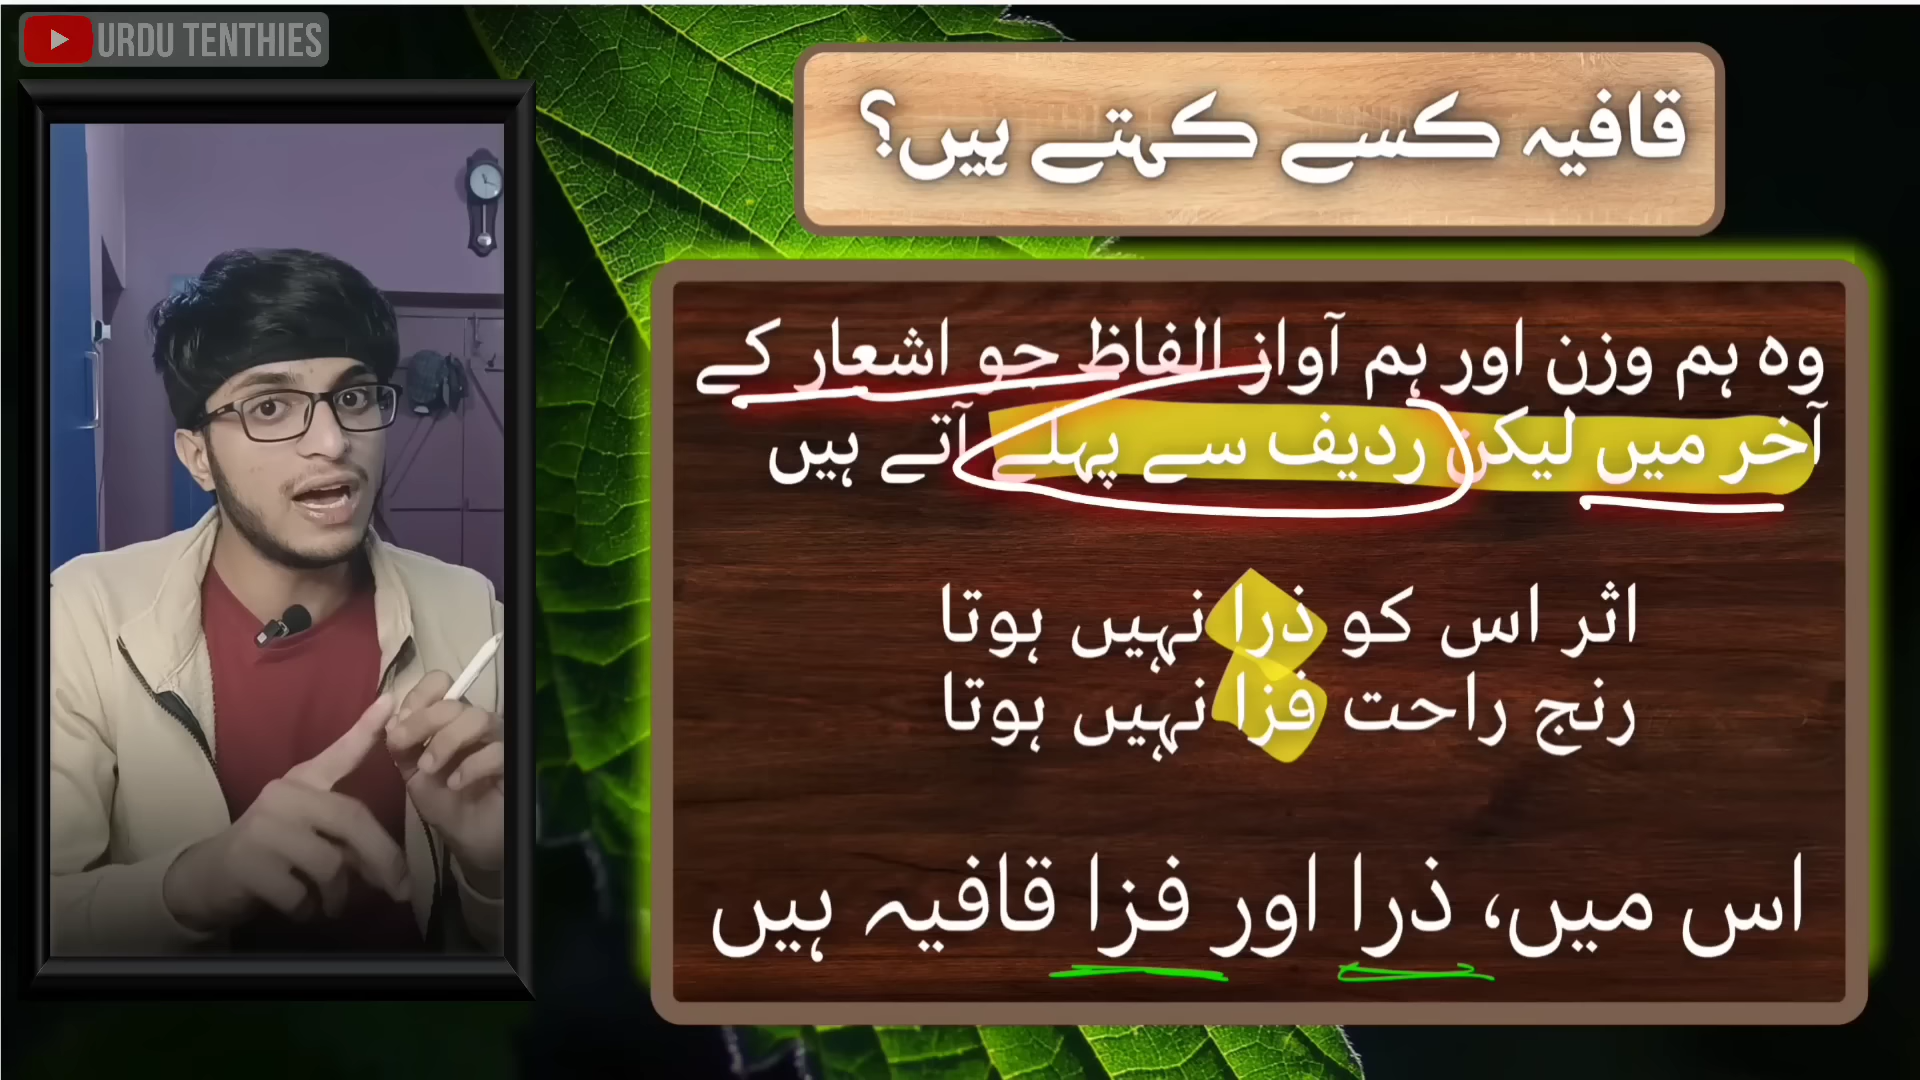 URDU TENTHIES
قافیہ کسے کہتے ہیں؟
وہ ہم وزن اور ہم آواز الفاظ جو اشعار کے
آخر میں لیکن ردیف سے پہلے آتے ہیں
اثر اس کو ذرا نہیں ہوتا
رنج راحت فزا نہیں ہوتا
اس میں، ذرا اور فزا قافیہ ہیں